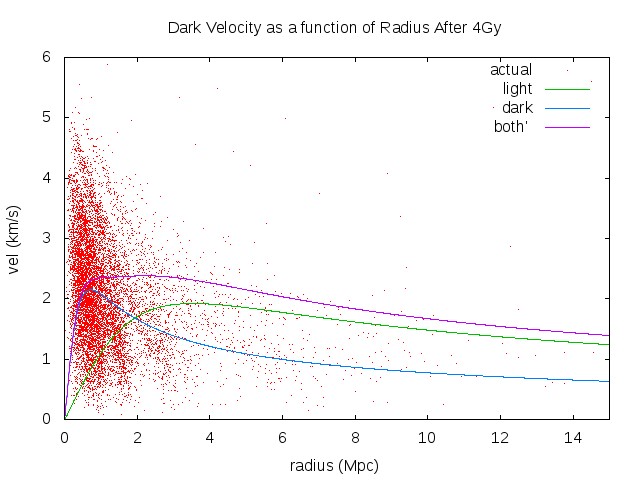 Dark Velocity as a function of Radius After 4Gy
actual
light
dark
both'
6
5
4
3
2
1
0
vel (km/s)
0 2 4 6 8 10 12 14
radius (Mpc)